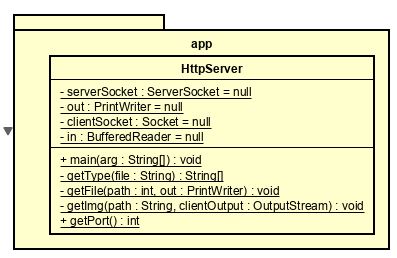 app
HttpServer
- serverSocket : ServerSocket = null
- out : PrintWriter = null
- clientSocket : Socket = null
- in : BufferedReader = null
+ main(arg : String[]) : void
- getType(file : String) : String[]
- getFile(path : int, out : PrintWriter) : void
- getImg(path : String, clientOutput : OutputStream) : void
+ getPort() : int